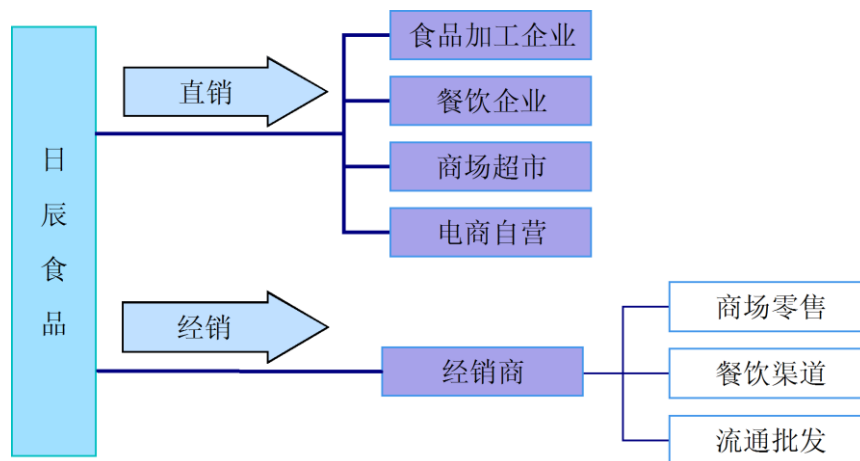 日辰食品
直销
食品加工企业
餐饮企业
商场超市
电商自营
经销
经销商
商场零售
餐饮渠道
流通批发